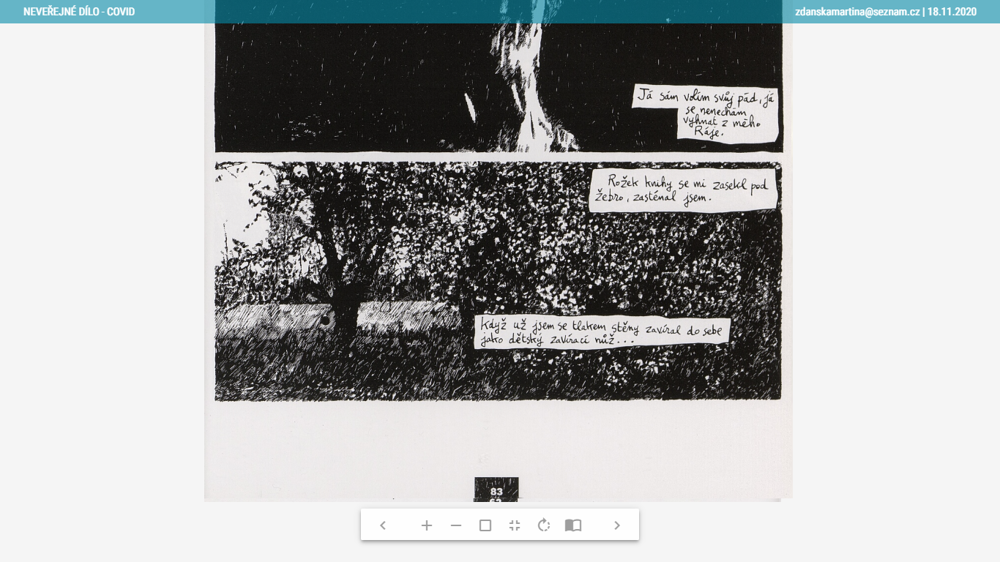 NEVEŘEJNÉ DÍLO - COVID
zdanskamartina@seznam.cz | 18.11.2020
Já sám volím svůj pád, já
se nenechám
vyhnat z mého
Ráje.
Rožek knihy se mi zasekl pod
žebro, zasténal jsem.
Když už jsem se tlakem stěny zavíral do sebe
jako dětský zavírací nůž...
83